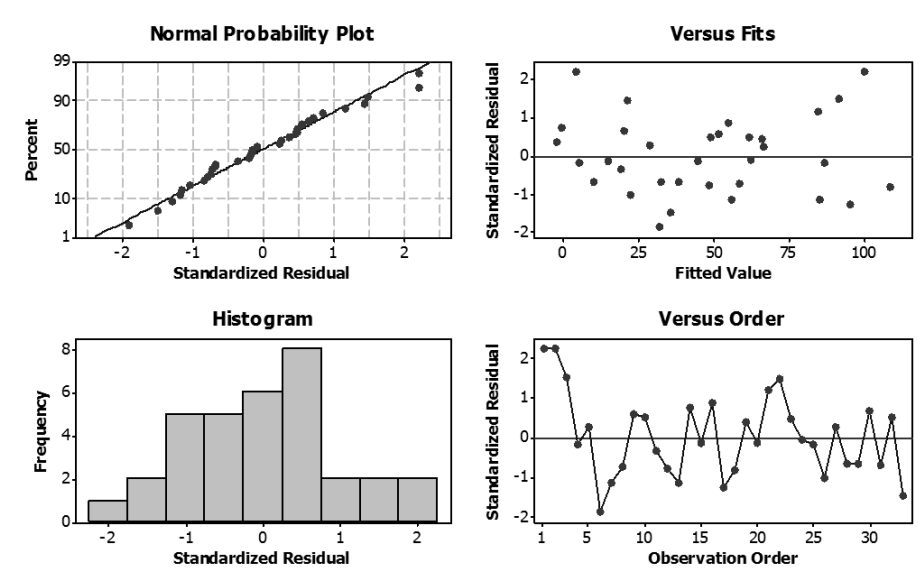 Normal Probability Plot
99
90
50
10
1
Percent
-2 -1 0 1 2
Standardized Residual
Versus Fits
2
1
0
-1
-2
Standardized Residual
0 25 50 75 100
Fitted Value
Histogram
8
6
4
2
0
Frequency
-2 -1 0 1 2
Standardized Residual
Versus Order
2
1
0
-1
-2
Standardized Residual
1 5 10 15 20 25 30
Observation Order